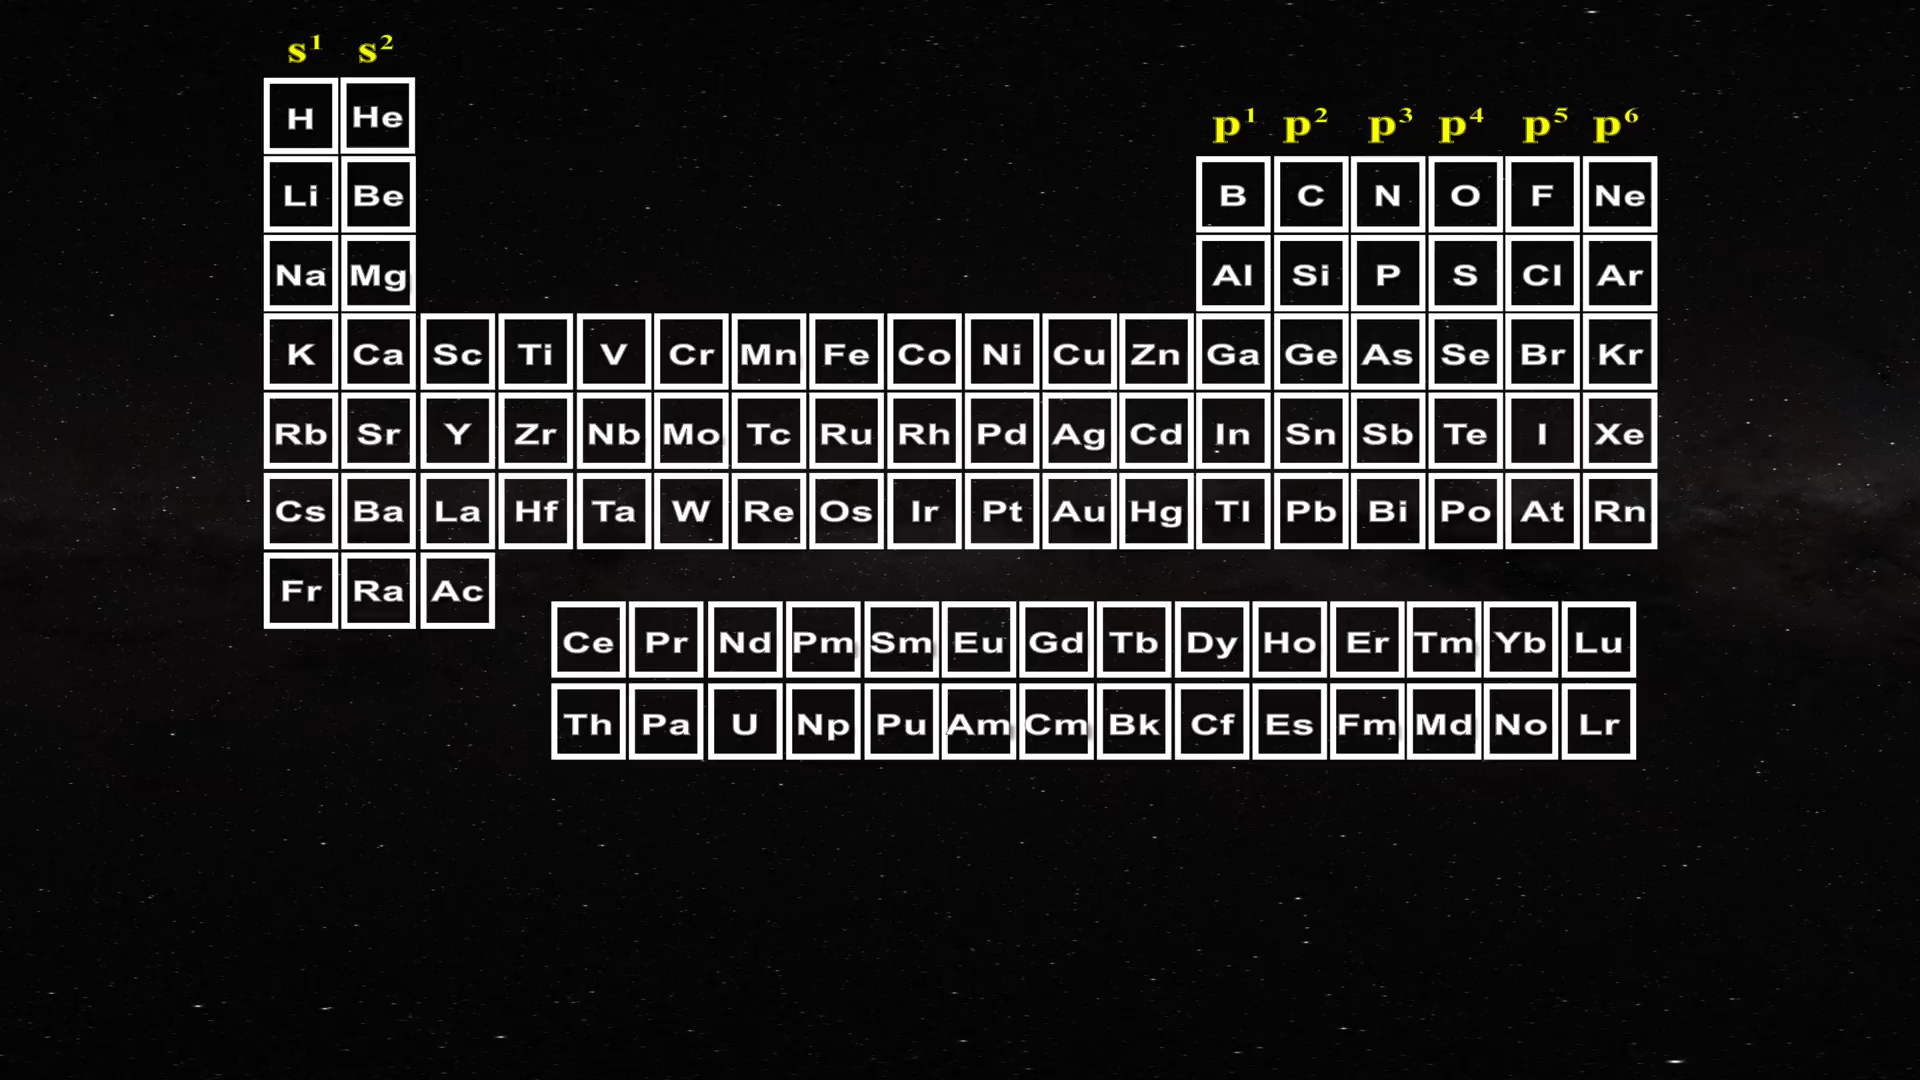 s¹ s²
H He
p¹ p² p³ p⁴ p⁵ p⁶
Li Be B C N O F Ne
Na Mg Al Si P S Cl Ar
K Ca Sc Ti V Cr Mn Fe Co Ni Cu Zn Ga Ge As Se Br Kr
Rb Sr Y Zr Nb Mo Tc Ru Rh Pd Ag Cd In Sn Sb Te I Xe
Cs Ba La Hf Ta W Re Os Ir Pt Au Hg Tl Pb Bi Po At Rn
Fr Ra Ac
Ce Pr Nd Pm Sm Eu Gd Tb Dy Ho Er Tm Yb Lu
Th Pa U Np Pu Am Cm Bk Cf Es Fm Md No Lr